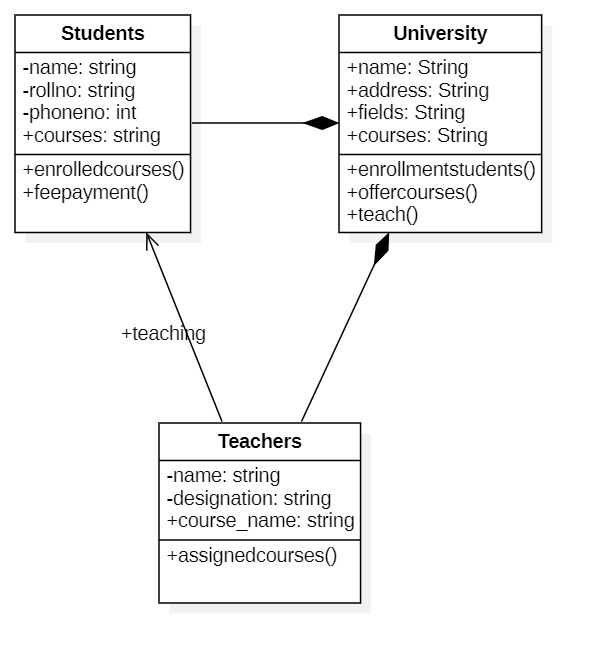 Students
-name: string
-rollno: string
-phoneno: int
+courses: string
+enrolledcourses()
+feepayment()
University
+name: String
+address: String
+fields: String
+courses: String
+enrollmentstudents()
+offercourses()
+teach()
+teaching
Teachers
-name: string
-designation: string
+course_name: string
+assignedcourses()